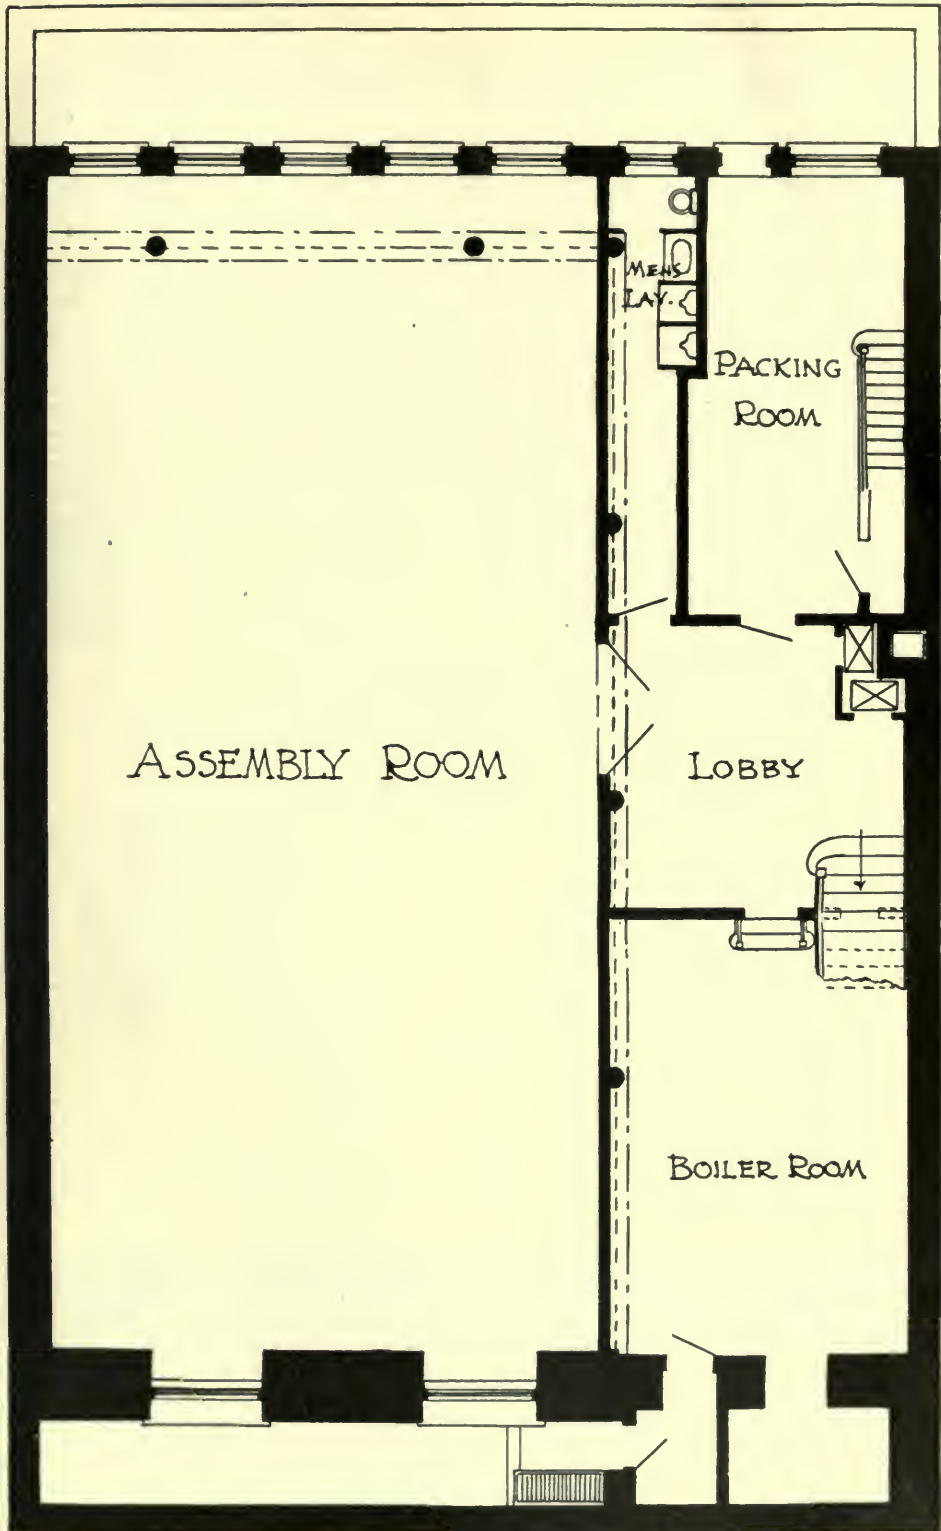 MENS
LAV.
PACKING
ROOM
ASSEMBLY ROOM
LOBBY
BOILER ROOM